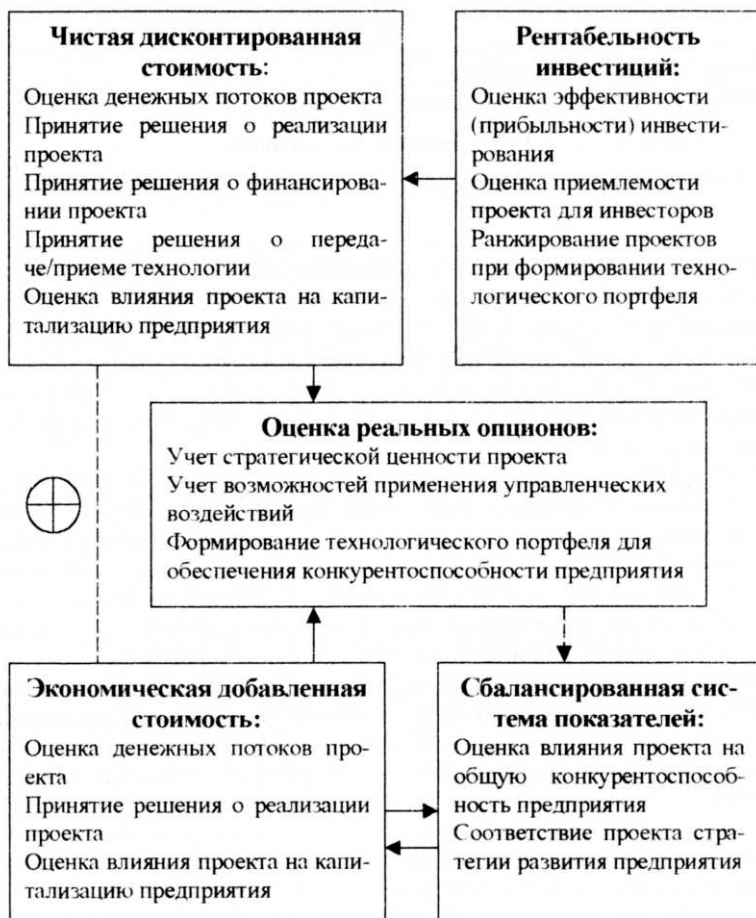 Чистая дисконтированная
стоимость:
Оценка денежных потоков проекта
Принятие решения о реализации
проекта
Принятие решения о финансирова-
нии проекта
Принятие решения о переда-
че/приеме технологии
Оценка влияния проекта на капи-
тализацию предприятия
Рентабельность
инвестиций:
Оценка эффективности
(прибыльности) инвести-
рования
Оценка приемлемости
проекта для инвесторов
Ранжирование проектов
при формировании техно-
логического портфеля
Оценка реальных опционов:
Учет стратегической ценности проекта
Учет возможностей применения управленческих
воздействий
Формирование технологического портфеля для
обеспечения конкурентоспособности предприятия
Экономическая добавленная
стоимость:
Оценка денежных потоков про-
екта
Принятие решения о реализации
проекта
Оценка влияния проекта на капи-
тализацию предприятия
Сбалансированная сис-
тема показателей:
Оценка влияния проекта на
общую конкурентоспособ-
ность предприятия
Соответствие проекта стра-
тегии развития предприятия